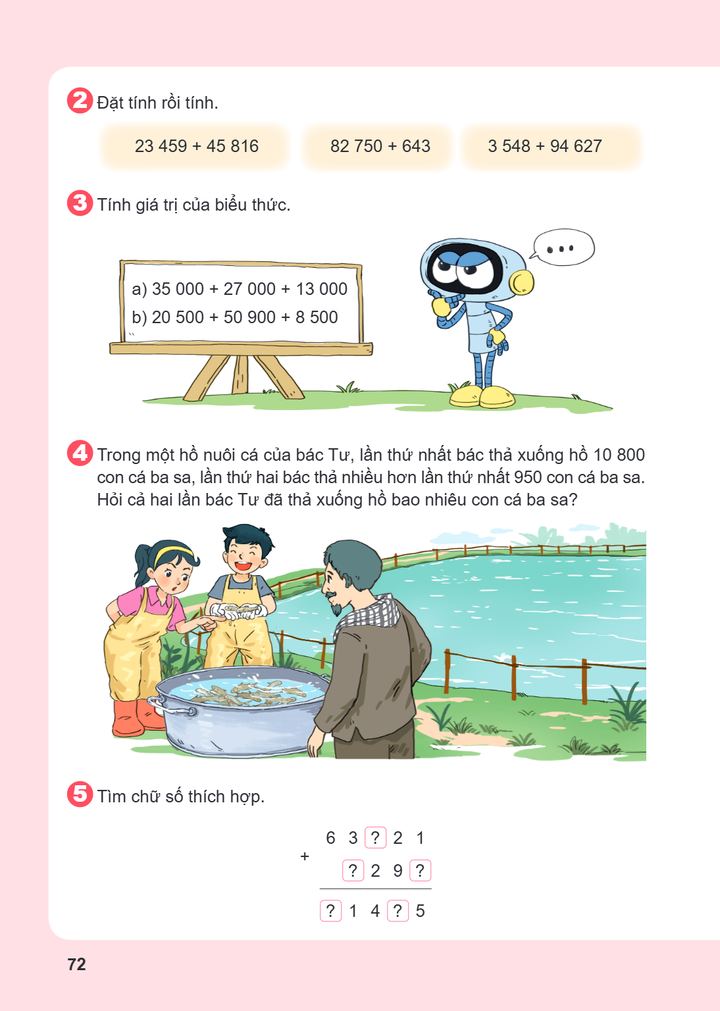 2 Đặt tính rồi tính.
23 459 + 45 816 82 750 + 643 3 548 + 94 627
3 Tính giá trị của biểu thức.
...
a) 35 000 + 27 000 + 13 000
b) 20 500 + 50 900 + 8 500
4 Trong một hồ nuôi cá của bác Tư, lần thứ nhất bác thả xuống hồ 10 800
con cá ba sa, lần thứ hai bác thả nhiều hơn lần thứ nhất 950 con cá ba sa.
Hỏi cả hai lần bác Tư đã thả xuống hồ bao nhiêu con cá ba sa?
5 Tìm chữ số thích hợp.
6 3 ? 2 1
+
? 2 9 ?
? 1 4 ? 5
72